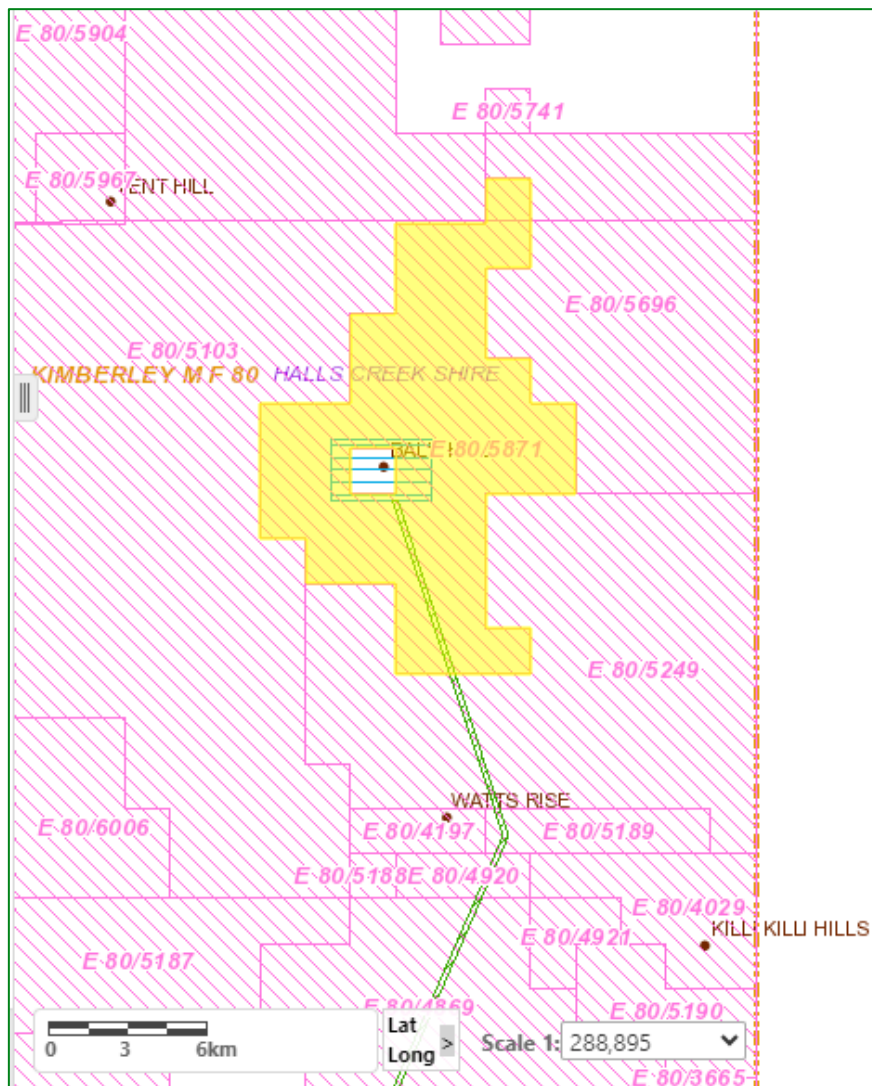 E 80/5904
E 80/5741
E 80/5967
ENT HILL
E 80/5696
E 80/5103
KIMBERLEY M F 80 HALLS CREEK SHIRE
E 80/5871
E 80/5249
WATTS RISE
E 80/6006
E 80/4197
E 80/5189
E 80/5188
E 80/4920
E 80/4029
KILLI KILLI HILLS
E 80/4921
E 80/5187
E 80/4869
E 80/5190
0 3 6km
Lat
Long
>
Scale 1: 288,895
E 80/3665